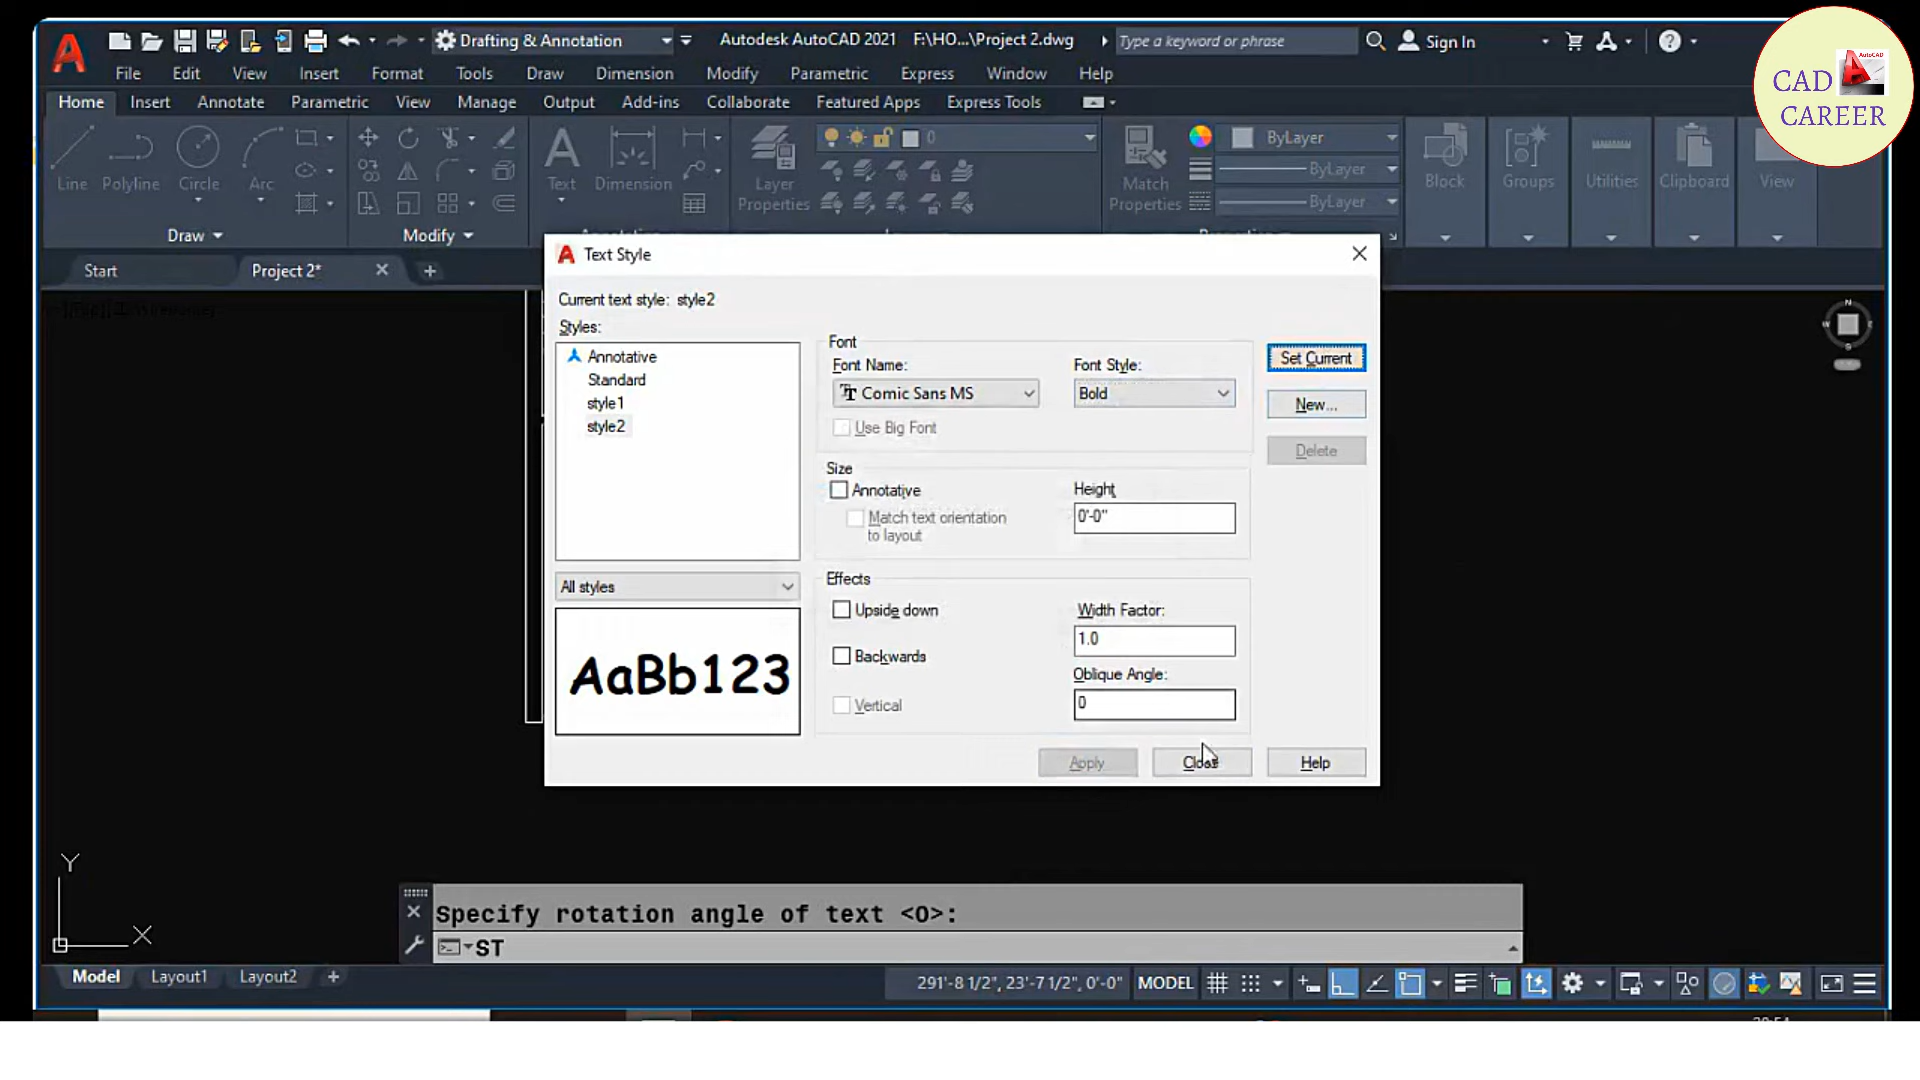 Drafting & Annotation
Autodesk AutoCAD 2021 F:\HO...\Project 2.dwg
Type a keyword or phrase
Sign In
File Edit View Insert Format Tools Draw Dimension Modify Parametric Express Window Help
Home Insert Annotate Parametric View Manage Output Add-ins Collaborate Featured Apps Express Tools
CAD
AutoCAD
CAREER
0
ByLayer
ByLayer
ByLayer
Line Polyline Circle Arc
Text Dimension
Layer
Properties
Match
Properties
Block Groups Utilities Clipboard View
Draw Modify
Start Project 2*
Text Style
Current text style: style2
Styles:
Annotative
Standard
style1
style2
All styles
AaBb123
Font
Font Name:
Comic Sans MS
Font Style:
Bold
Use Big Font
Size
Annotative
Match text orientation
to layout
Height
0'-0"
Effects
Upside down
Backwards
Vertical
Width Factor:
1.0
Oblique Angle:
0
Set Current
New...
Delete
Apply Close Help
N
Y
X
Specify rotation angle of text <0>:
ST
Model Layout1 Layout2
291'-8 1/2", 23'-7 1/2", 0'-0" MODEL